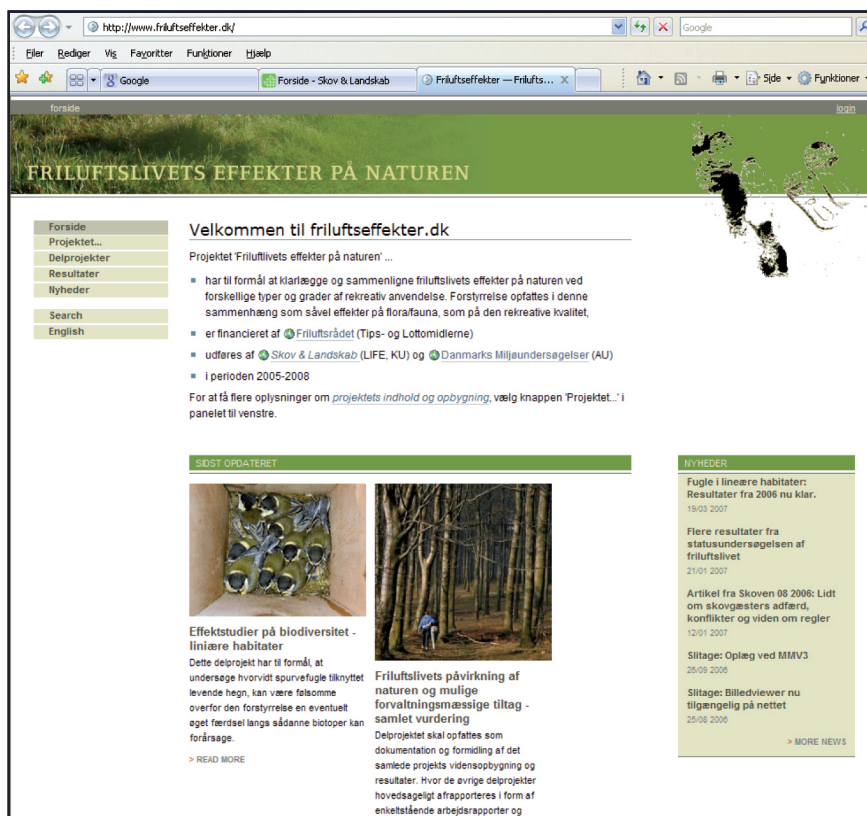 http://www.friluftseffekter.dk/
Google
Filer Rediger Vis Favoritter Funktioner Hjælp
Google
Forside - Skov & Landskab
Friluftseffekter — Frilufts...
Side
Funktioner
forside
login
FRILUFTSLIVETS EFFEKTER PÅ NATUREN
Forside
Projektet...
Delprojekter
Resultater
Nyheder
Search
English
Velkommen til friluftseffekter.dk
Projektet 'Friluftlivets effekter på naturen' ...
har til formål at klarlægge og sammenligne friluftslivets effekt på naturen ved
forskellige typer og grader af rekreativ anvendelse. Forstyrrelse opfattes i denne
sammenhæng som såvel effekter på flora/fauna, som på den rekreative kvalitet,
er financieret af Friluftsrådet (Tips- og Lottomidlerne)
udføres af Skov & Landskab (LIFE, KU) og Danmarks Miljøundersøgelser (AU)
i perioden 2005-2008
For at få flere oplysninger om projektets indhold og opbygning, vælg knappen 'Projektet...' i
panelet til venstre.
SIDST OPDATERET
Effektstudier på biodiversitet -
liniære habitater
Dette delprojekt har til formål, at
undersøge hvorvidt spurvefugle tilknyttet
levende hegn, kan være følsomme
overfor den forstyrrelse en eventuelt
øget færdsel langs sådanne biotoper kan
forårsage.
> READ MORE
Friluftslivets påvirkning af
naturen og mulige
forvaltningsmæssige tiltag -
samlet vurdering
Delprojektet skal opfattes som
dokumentation og formidling af det
samlede projekts vidensopbygning og
resultater. Hvor de øvrige delprojekter
hovedsageligt afrapporteres i form af
enkeltstående arbejdsrapporter og
NYHEDER
Fugle i lineære habitater:
Resultater fra 2006 nu klar.
19/03 2007
Flere resultater fra
statusundersøgelsen af
friluftslivet
21/01 2007
Artikel fra Skoven 08 2006: Lidt
om skovgæsters adfærd,
konflikter og viden om regler
12/01 2007
Slitage: Oplæg ved MMV3
26/09 2006
Slitage: Billedviewer nu
tilgængelig på nettet
25/08 2006
> MORE NEWS